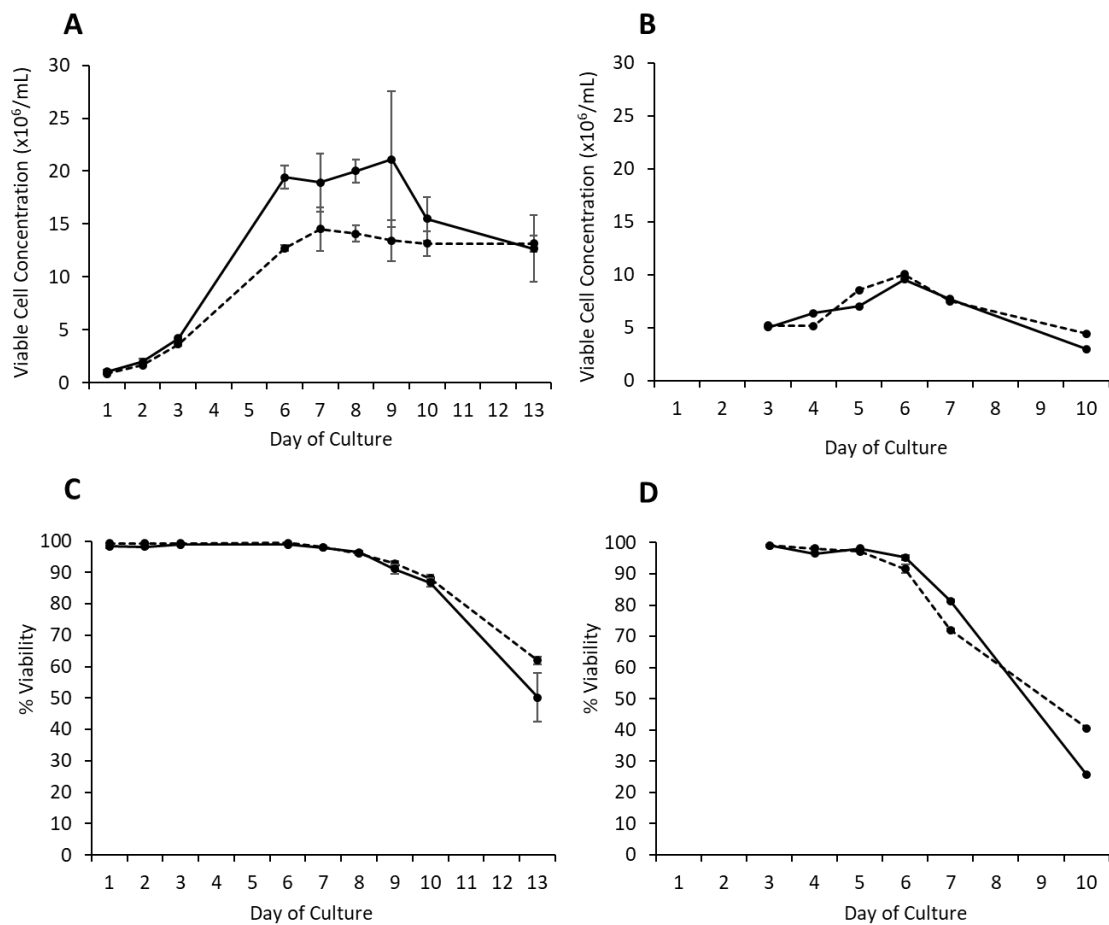 A
Viable Cell Concentration (x10⁶/mL)
30
25
20
15
10
5
0
1 2 3 4 5 6 7 8 9 10 11 12 13
Day of Culture
B
Viable Cell Concentration (x10⁶/mL)
30
25
20
15
10
5
0
1 2 3 4 5 6 7 8 9 10
Day of Culture
C
% Viability
100
90
80
70
60
50
40
30
20
10
0
1 2 3 4 5 6 7 8 9 10 11 12 13
Day of Culture
D
% Viability
100
90
80
70
60
50
40
30
20
10
0
1 2 3 4 5 6 7 8 9 10
Day of Culture